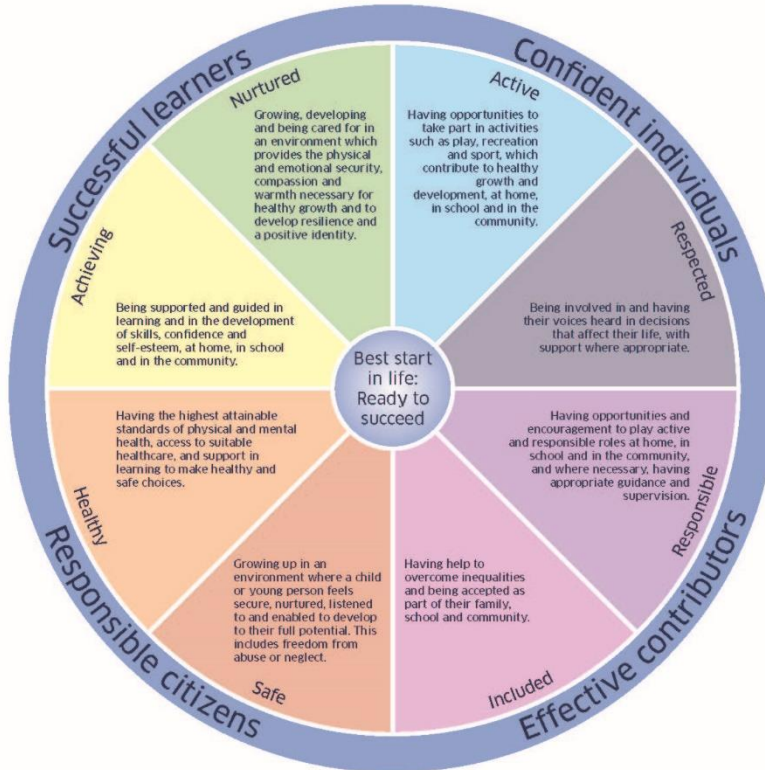 Successful learners
Confident individuals
Nurtured
Growing, developing
and being cared for in
an environment which
provides the physical
and emotional security,
compassion and
warmth necessary for
healthy growth and to
develop resilience and
a positive identity.
Active
Having opportunities to
take part in activities
such as play, recreation
and sport, which
contribute to healthy
growth and
development, at home,
in school and in the
community.
Achieving
Being supported and guided in
learning and in the development
of skills, confidence and
self-esteem, at home, in school
and in the community.
Respected
Being involved in and having
their voices heard in decisions
that affect their life, with
support where appropriate.
Best start
in life:
Ready to
succeed
Healthy
Having the highest attainable
standards of physical and mental
health, access to suitable
healthcare, and support in
learning to make healthy and
safe choices.
Responsible
Having opportunities and
encouragement to play active
and responsible roles at home, in
school and in the community,
and where necessary, having
appropriate guidance and
supervision.
Growing up in an
environment where a child
or young person feels
secure, nurtured, listened
to and enabled to develop
to their full potential. This
includes freedom from
abuse or neglect.
Safe
Having help to
overcome inequalities
and being accepted as
part of their family,
school and community.
Included
Responsible citizens
Effective contributors